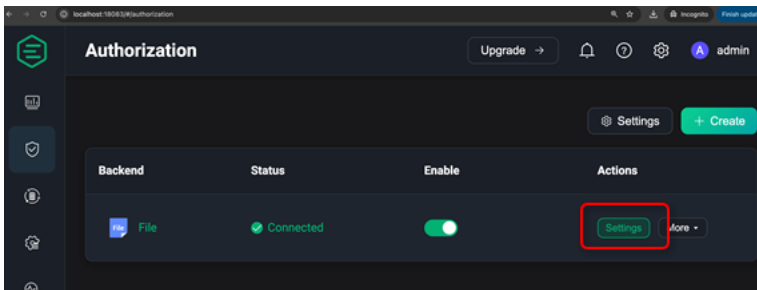 localhost:18083/#/authorization
Incognito
Finish upda
Authorization
Upgrade →
A
admin
Settings
+ Create
Backend
Status
Enable
Actions
File
File
Connected
Settings
More